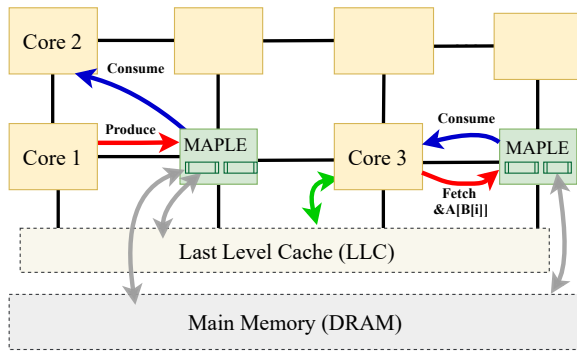 Core 2
Consume
Produce
Core 1
MAPLE
Core 3
Consume
MAPLE
Fetch
&A[B[i]]
Last Level Cache (LLC)
Main Memory (DRAM)